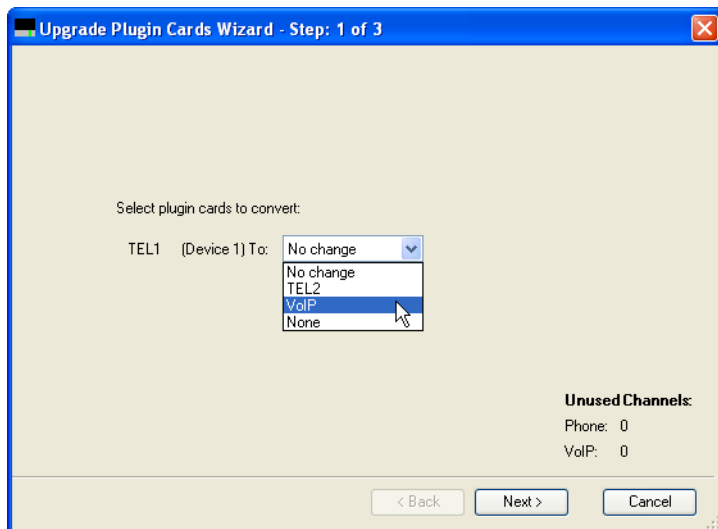 Upgrade Plugin Cards Wizard - Step: 1 of 3
Select plugin cards to convert:
TEL1 (Device 1) To: No change
No change
TEL2
VoIP
None
Unused Channels:
Phone: 0
VoIP: 0
< Back Next > Cancel